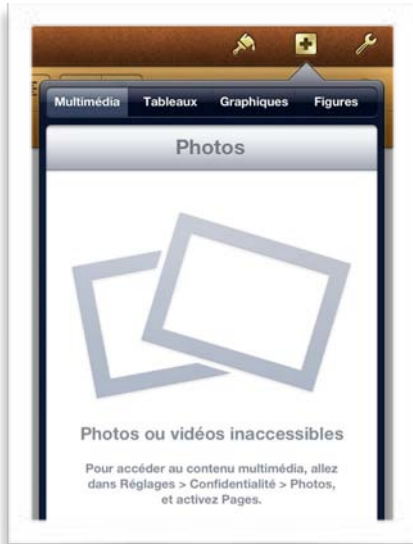 Multimédia Tableaux Graphiques Figures
Photos
Photos ou vidéos inaccessibles
Pour accéder au contenu multimédia, allez
dans Réglages > Confidentialité > Photos,
et activez Pages.